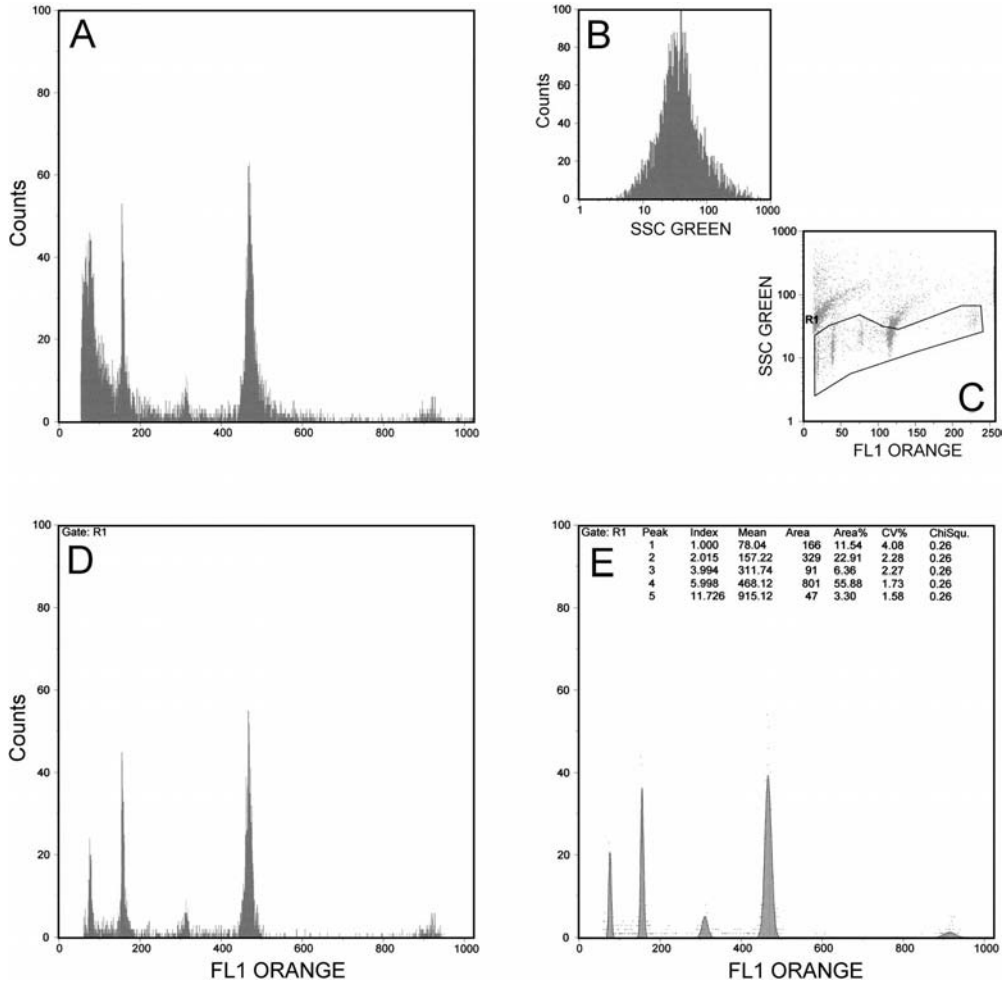 A
Counts
100
80
60
40
20
0
0 200 400 600 800 1000
B
Counts
100
80
60
40
20
0
1 10 100 1000
SSC GREEN
C
SSC GREEN
1000
100
R1
10
1
0 50 100 150 200 250
FL1 ORANGE
Gate: R1
D
Counts
100
80
60
40
20
0
0 200 400 600 800 1000
FL1 ORANGE
Gate: R1 Peak Index Mean Area Area% CV% ChiSqu.
1 1.000 78.04 166 11.54 4.08 0.26
2 2.015 157.22 329 22.91 2.28 0.26
3 3.994 311.74 91 6.36 2.27 0.26
4 5.998 468.12 801 55.88 1.73 0.26
5 11.726 915.12 47 3.30 1.58 0.26
E
100
80
60
40
20
0
0 200 400 600 800 1000
FL1 ORANGE